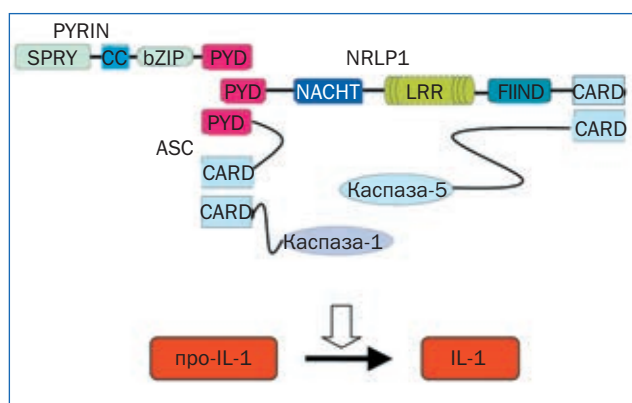 PYRIN
SPRY CC bZIP PYD
NRLP1
PYD NACHT LRR FIIND CARD
PYD CARD
ASC
CARD
Каспаза-5
CARD
Каспаза-1
про-IL-1 IL-1